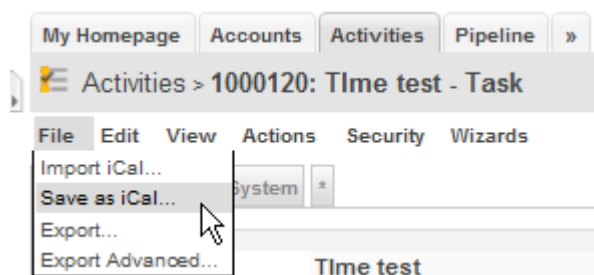 My Homepage Accounts Activities Pipeline »
Activities > 1000120: TIme test - Task
File Edit View Actions Security Wizards
Import iCal...
Save as iCal... System *
Export...
Export Advanced... TIme test